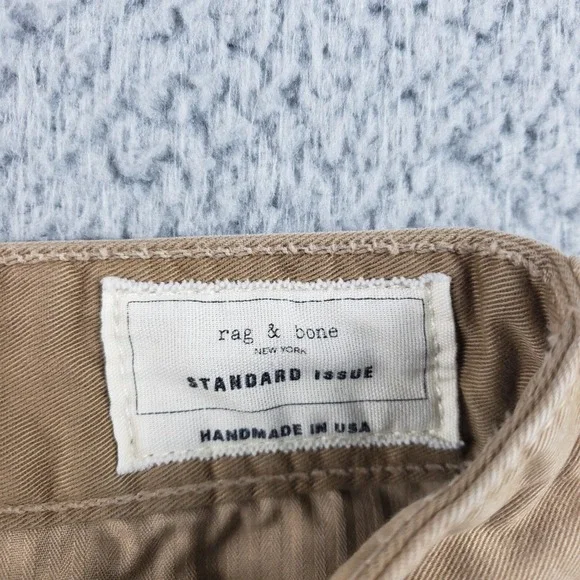 rag & bone
NEW YORK
STANDARD ISSUE
HANDMADE IN USA